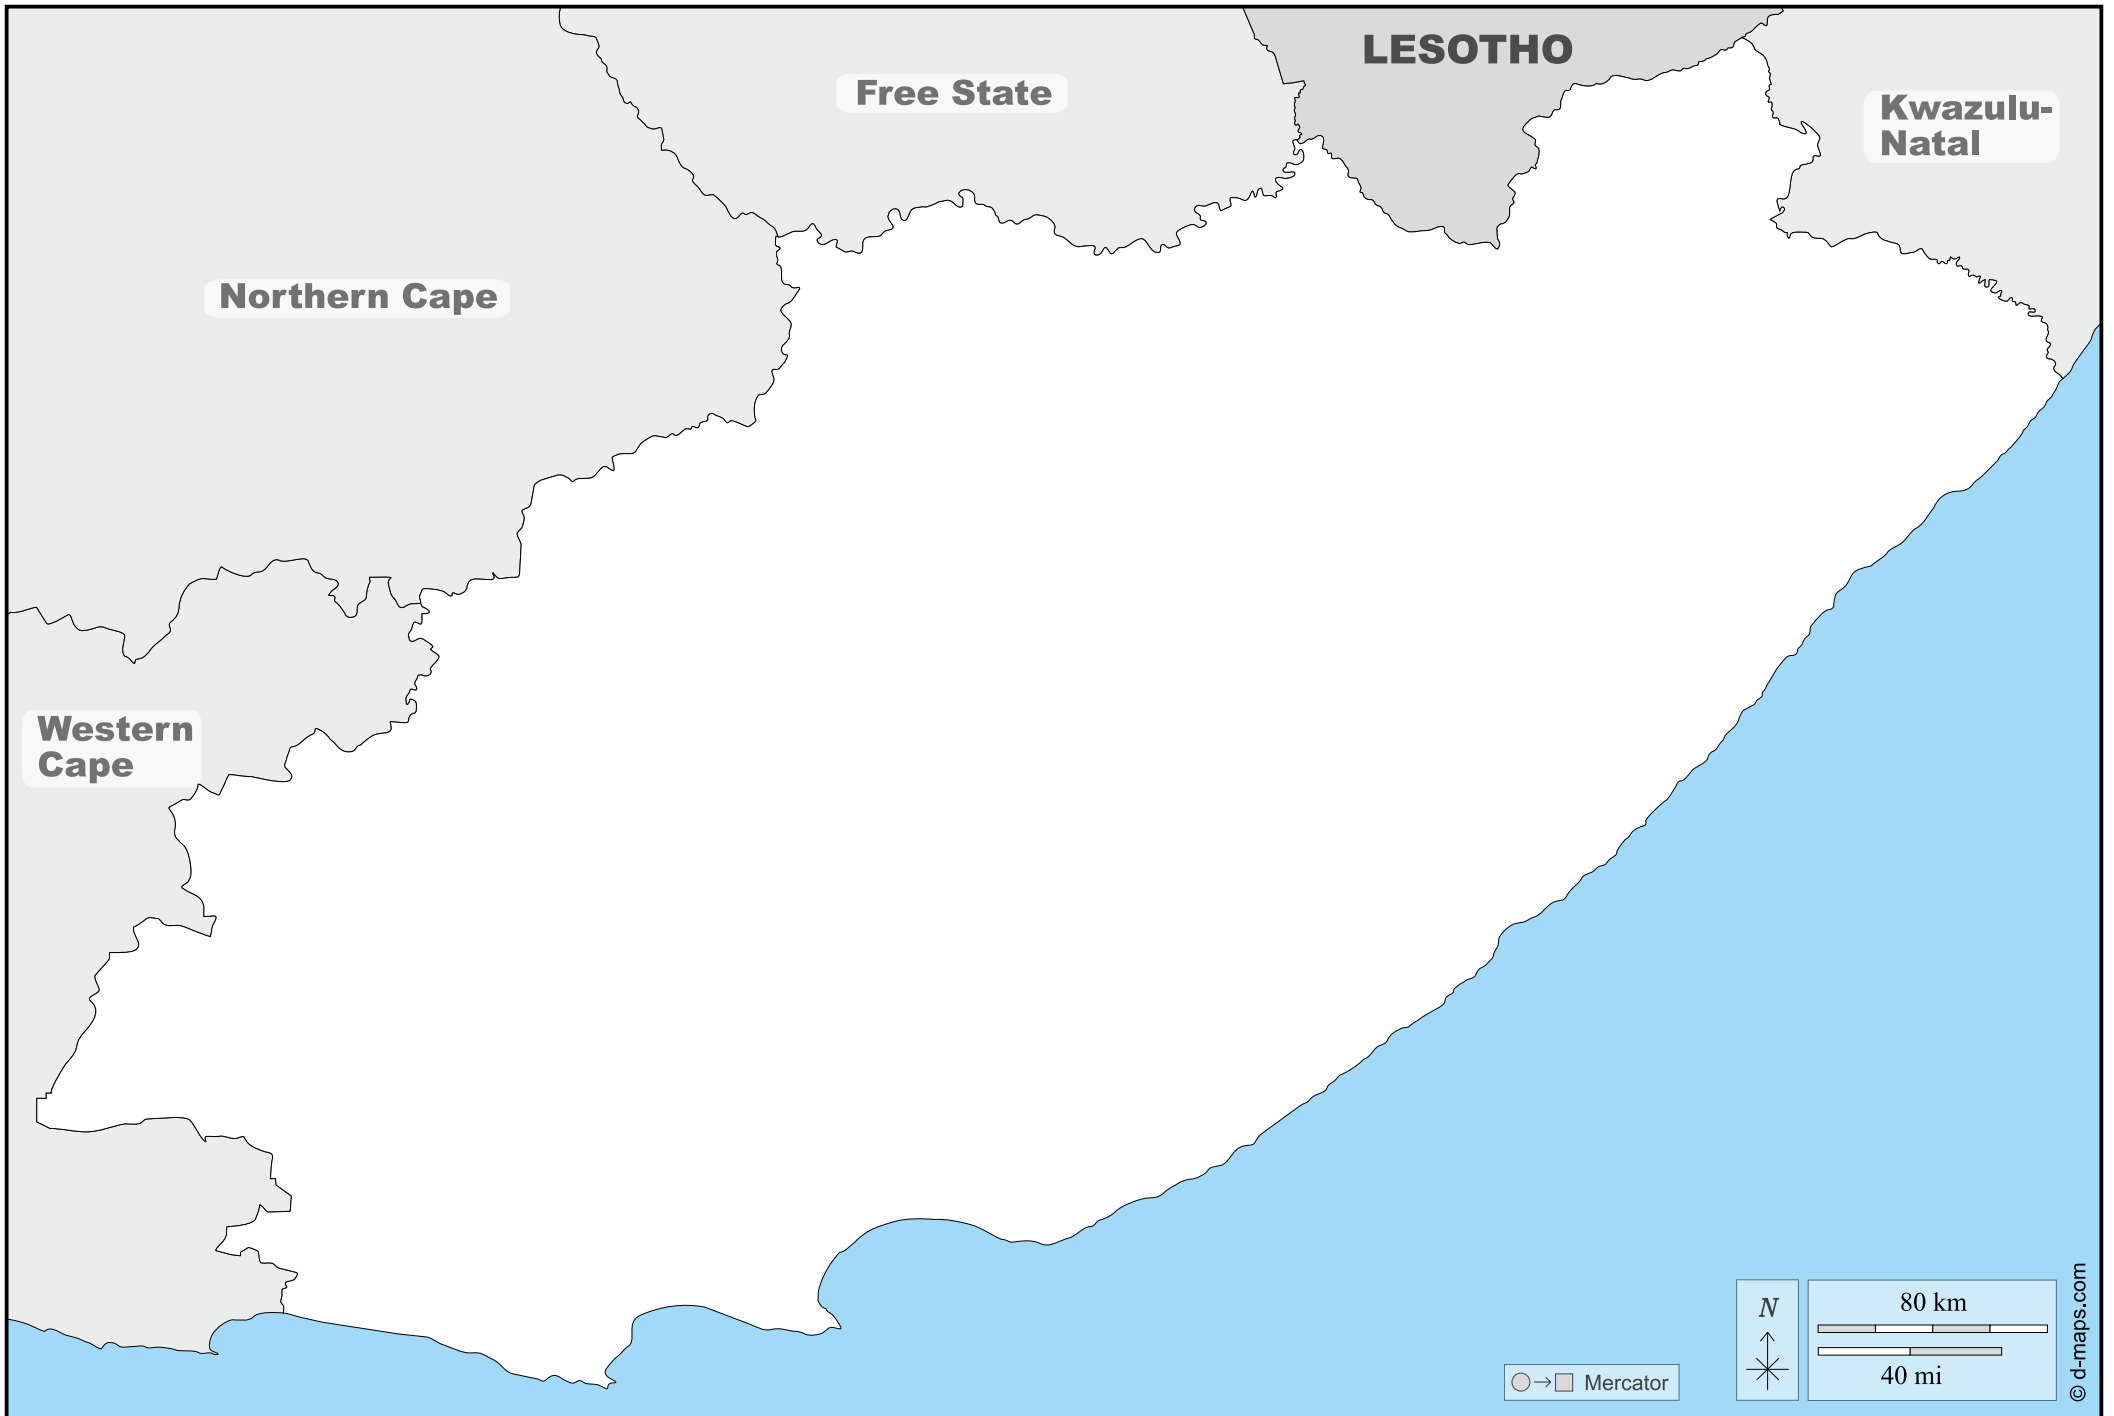 LESOTHO
Free State
Kwazulu-
Natal
Northern Cape
Western
Cape
N
80 km
40 mi
Mercator
© d-maps.com